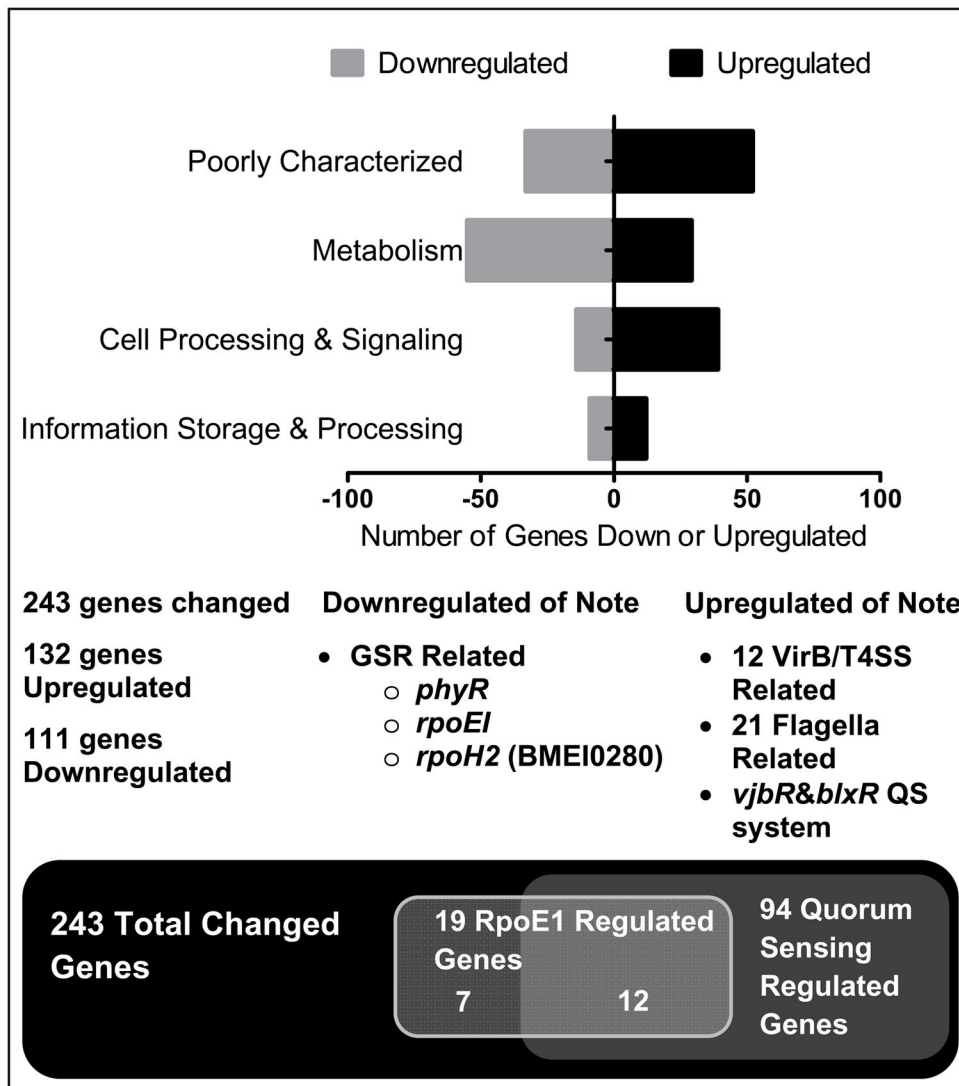 Downregulated
Upregulated
Poorly Characterized
Metabolism
Cell Processing & Signaling
Information Storage & Processing
-100 -50 0 50 100
Number of Genes Down or Upregulated
243 genes changed
132 genes
Upregulated
111 genes
Downregulated
Downregulated of Note
• GSR Related
○ phyR
○ rpoEI
○ rpoH2 (BMEI0280)
Upregulated of Note
• 12 VirB/T4SS
Related
• 21 Flagella
Related
• vjbR&blxR QS
system
243 Total Changed
Genes
19 RpoE1 Regulated
Genes
7
12
94 Quorum
Sensing
Regulated
Genes